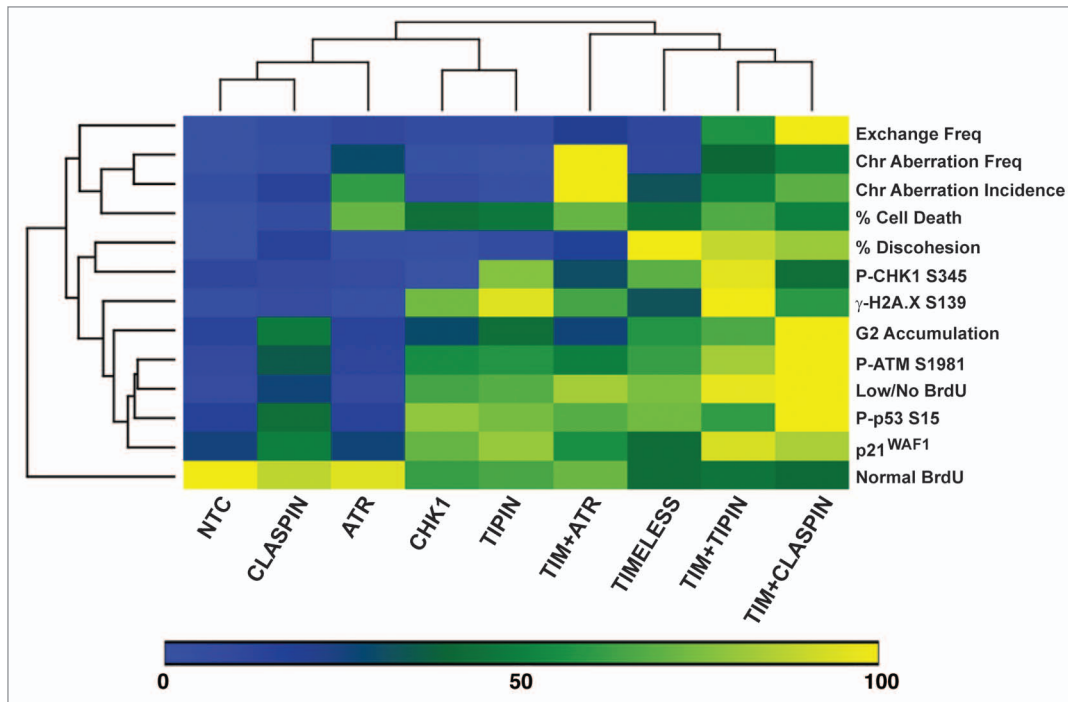 Exchange Freq
Chr Aberration Freq
Chr Aberration Incidence
% Cell Death
% Discohesion
P-CHK1 S345
γ-H2A.X S139
G2 Accumulation
P-ATM S1981
Low/No BrdU
P-p53 S15
p21WAF1
Normal BrdU
NTC
CLASPIN
ATR
CHK1
TIPIN
TIM+ATR
TIMELESS
TIM+TIPIN
TIM+CLASPIN
0 50 100